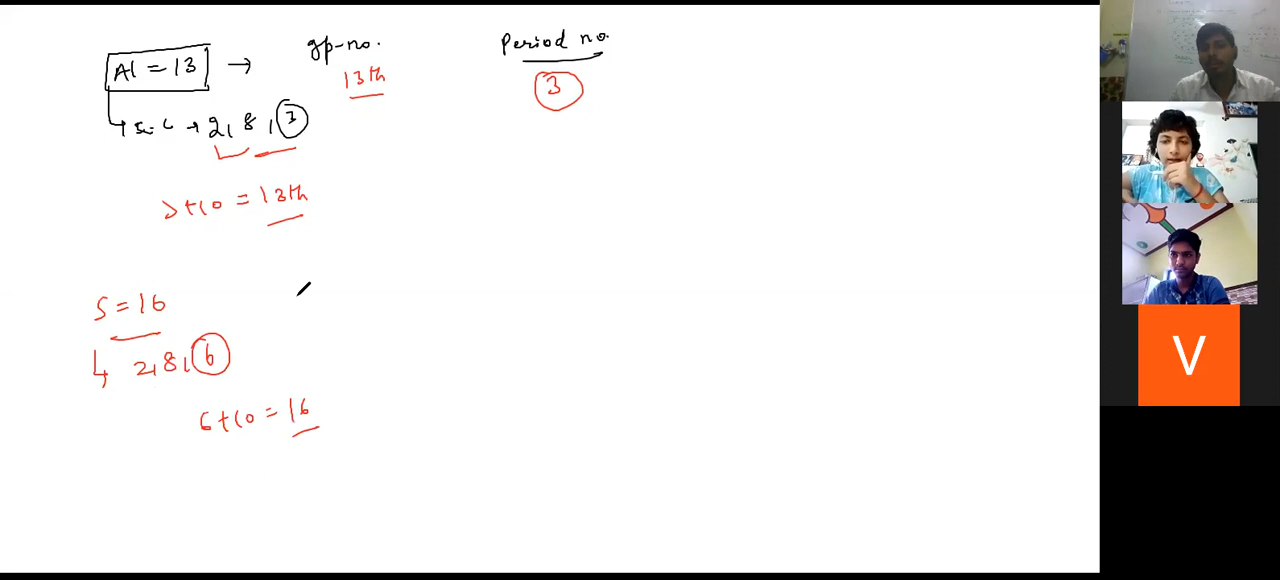 gp-no. Period no.
Al = 13 → 13th 3
→ 2, 8, 3
3 + 10 = 13th
S = 16
↳ 2, 8, 6
6 + 10 = 16
V